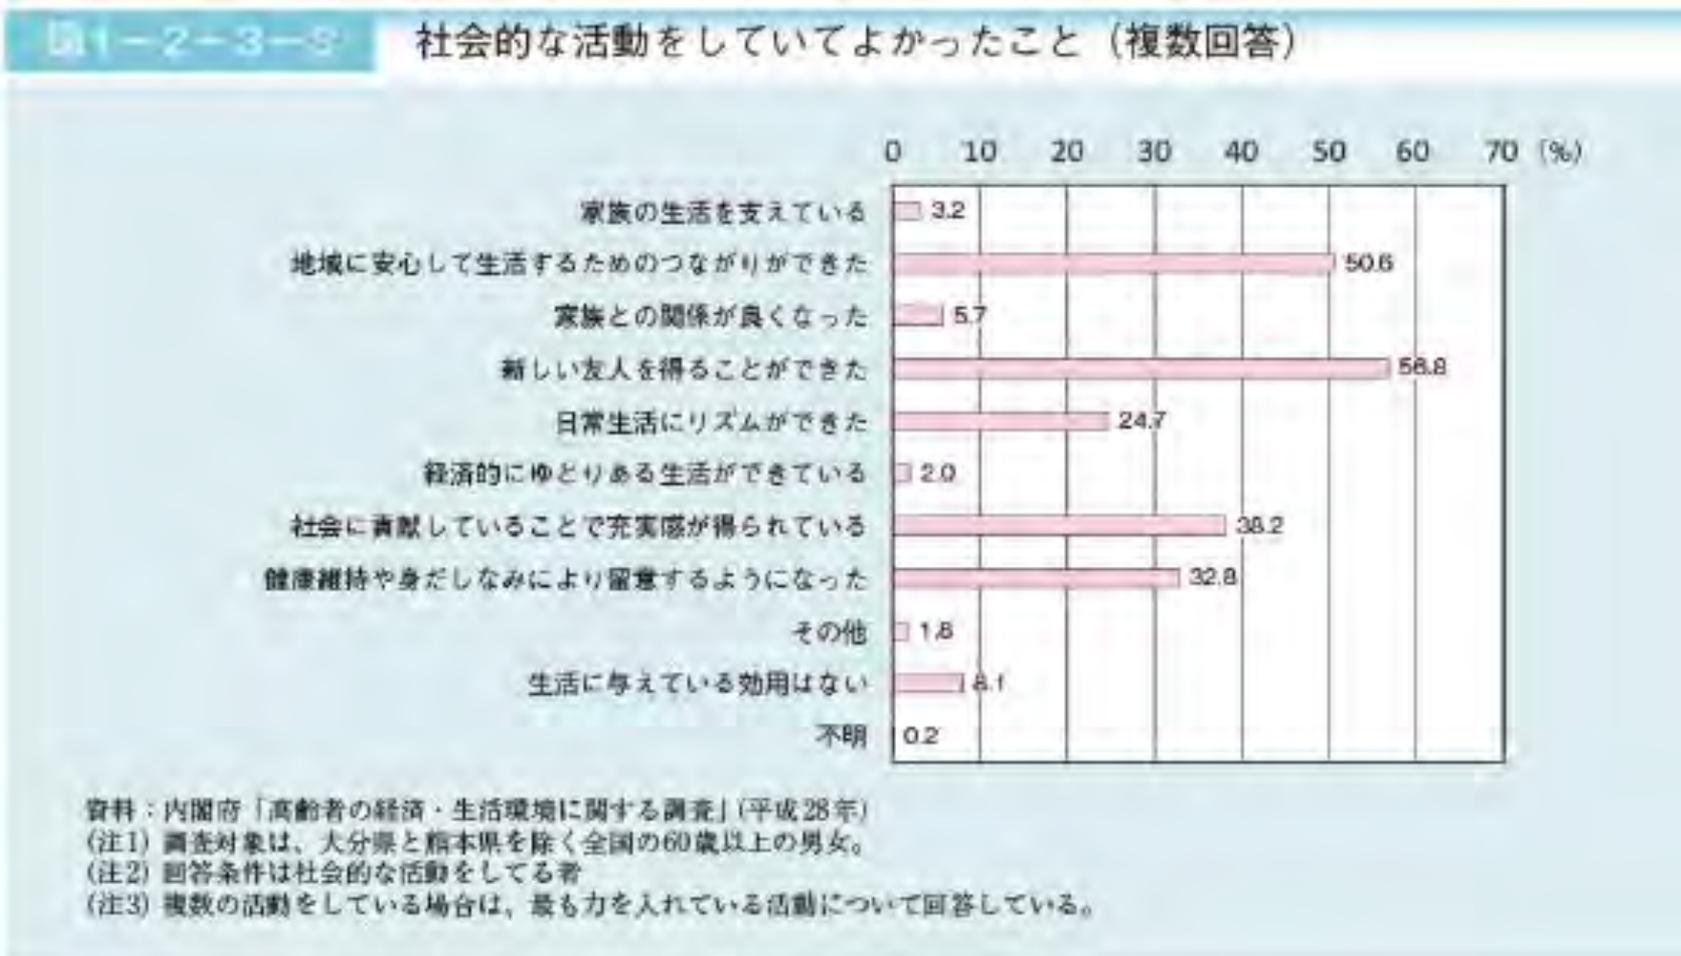 図1－2－3－3
社会的な活動をしていてよかったこと（複数回答）
0 10 20 30 40 50 60 70 (%)
家族の生活を支えている 3.2
地域に安心して生活するためのつながりができた 50.6
家族との関係が良くなった 5.7
新しい友人を得ることができた 56.8
日常生活にリズムができた 24.7
経済的にゆとりある生活ができている 2.0
社会に貢献していることで充実感が得られている 38.2
健康維持や身だしなみにより留意するようになった 32.8
その他
生活に与えている効用はない 8.1
不明 0.2
資料：内閣府「高齢者の経済・生活環境に関する調査」（平成28年）
（注1）調査対象は、大分県と熊本県を除く全国の60歳以上の男女。
（注2）回答条件は社会的な活動をしてる者
（注3）複数の活動をしている場合は、最も力を入れている活動について回答している。